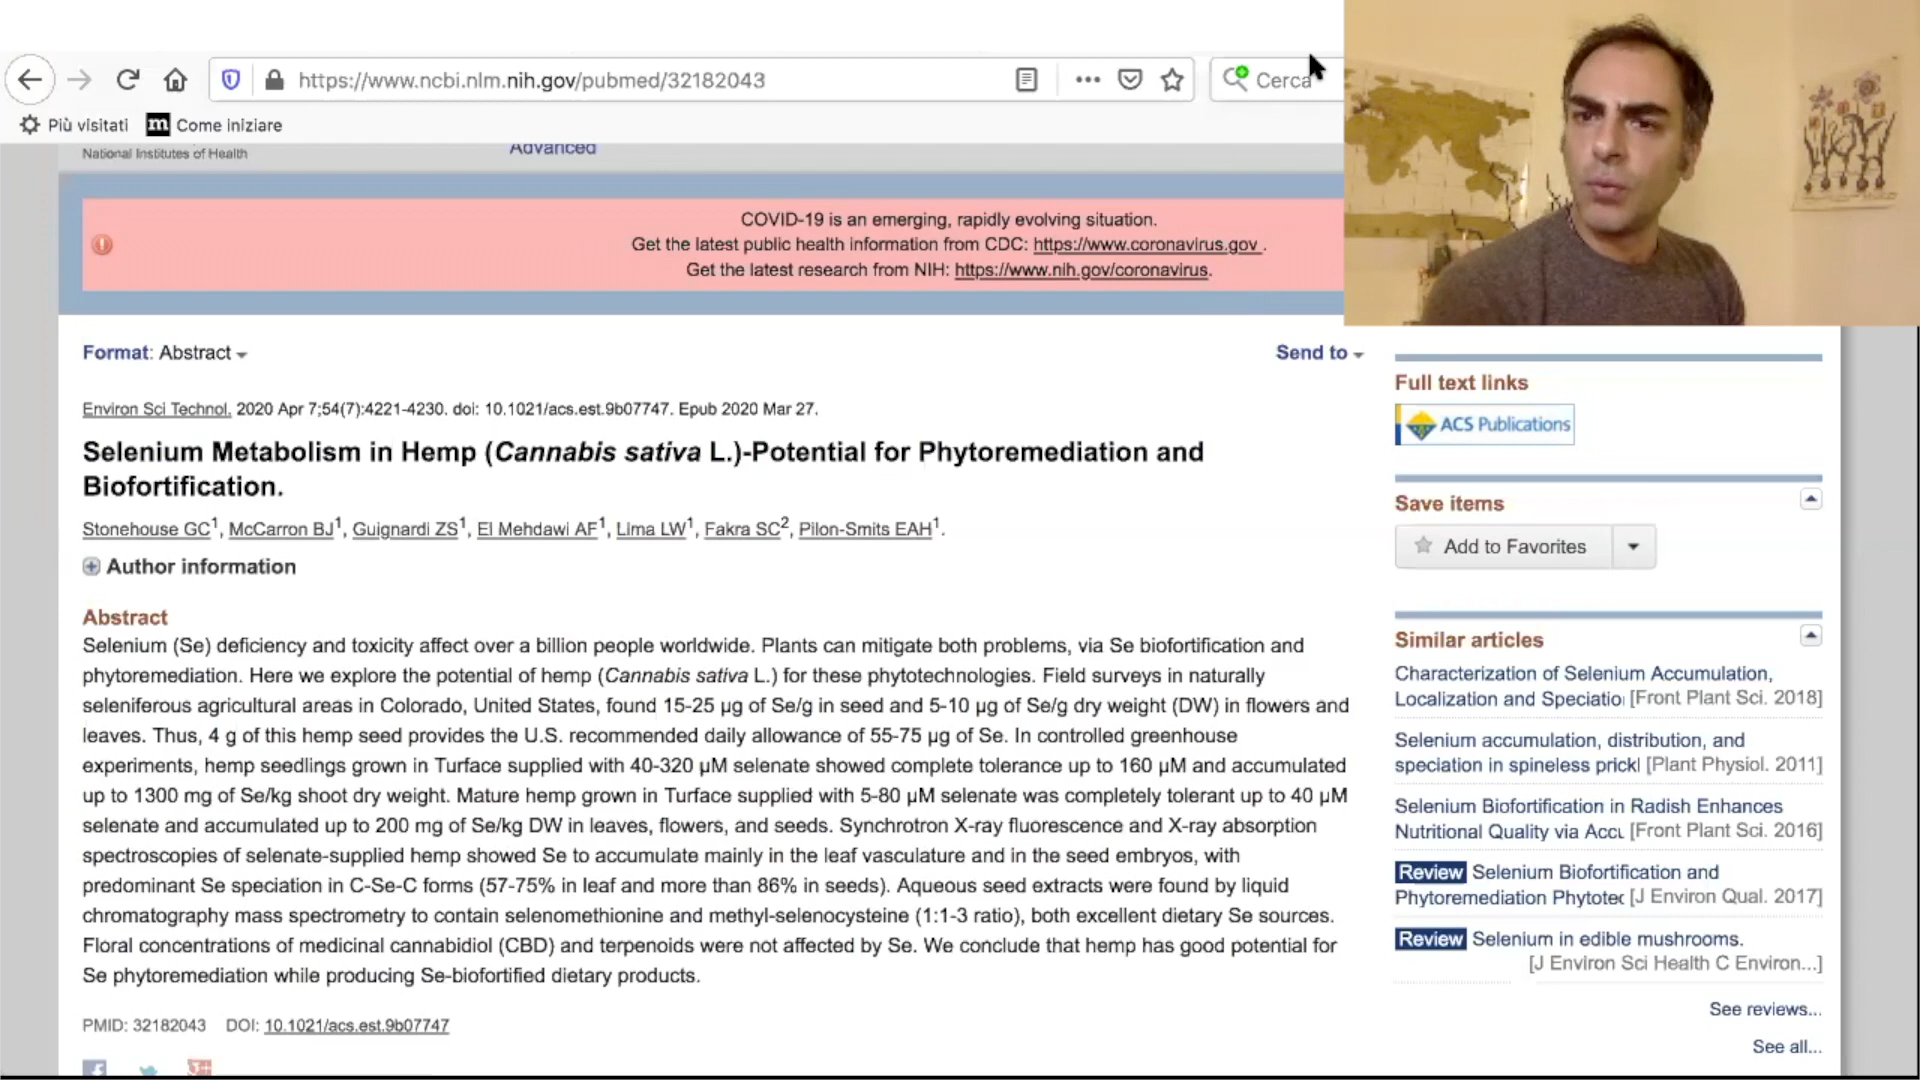 https://www.ncbi.nlm.nih.gov/pubmed/32182043
Cerca
Più visitati
m Come iniziare
National Institutes of Health
Advanced
COVID-19 is an emerging, rapidly evolving situation.
Get the latest public health information from CDC: https://www.coronavirus.gov .
Get the latest research from NIH: https://www.nih.gov/coronavirus.
Format: Abstract
Send to
Environ Sci Technol. 2020 Apr 7;54(7):4221-4230. doi: 10.1021/acs.est.9b07747. Epub 2020 Mar 27.
Selenium Metabolism in Hemp (Cannabis sativa L.)-Potential for Phytoremediation and
Biofortification.
Stonehouse GC1, McCarron BJ1, Guignardi ZS1, El Mehdawi AF1, Lima LW1, Fakra SC2, Pilon-Smits EAH1.
Author information
Abstract
Selenium (Se) deficiency and toxicity affect over a billion people worldwide. Plants can mitigate both problems, via Se biofortification and
phytoremediation. Here we explore the potential of hemp (Cannabis sativa L.) for these phytotechnologies. Field surveys in naturally
seleniferous agricultural areas in Colorado, United States, found 15-25 μg of Se/g in seed and 5-10 μg of Se/g dry weight (DW) in flowers and
leaves. Thus, 4 g of this hemp seed provides the U.S. recommended daily allowance of 55-75 μg of Se. In controlled greenhouse
experiments, hemp seedlings grown in Turface supplied with 40-320 μM selenate showed complete tolerance up to 160 μM and accumulated
up to 1300 mg of Se/kg shoot dry weight. Mature hemp grown in Turface supplied with 5-80 μM selenate was completely tolerant up to 40 μM
selenate and accumulated up to 200 mg of Se/kg DW in leaves, flowers, and seeds. Synchrotron X-ray fluorescence and X-ray absorption
spectroscopies of selenate-supplied hemp showed Se to accumulate mainly in the leaf vasculature and in the seed embryos, with
predominant Se speciation in C-Se-C forms (57-75% in leaf and more than 86% in seeds). Aqueous seed extracts were found by liquid
chromatography mass spectrometry to contain selenomethionine and methyl-selenocysteine (1:1-3 ratio), both excellent dietary Se sources.
Floral concentrations of medicinal cannabidiol (CBD) and terpenoids were not affected by Se. We conclude that hemp has good potential for
Se phytoremediation while producing Se-biofortified dietary products.
PMID: 32182043 DOI: 10.1021/acs.est.9b07747
Full text links
ACS Publications
Save items
Add to Favorites
Similar articles
Characterization of Selenium Accumulation,
Localization and Speciatio [Front Plant Sci. 2018]
Selenium accumulation, distribution, and
speciation in spineless prickl [Plant Physiol. 2011]
Selenium Biofortification in Radish Enhances
Nutritional Quality via Accu [Front Plant Sci. 2016]
Review Selenium Biofortification and
Phytoremediation Phytotec [J Environ Qual. 2017]
Review Selenium in edible mushrooms.
[J Environ Sci Health C Environ...]
See reviews...
See all...